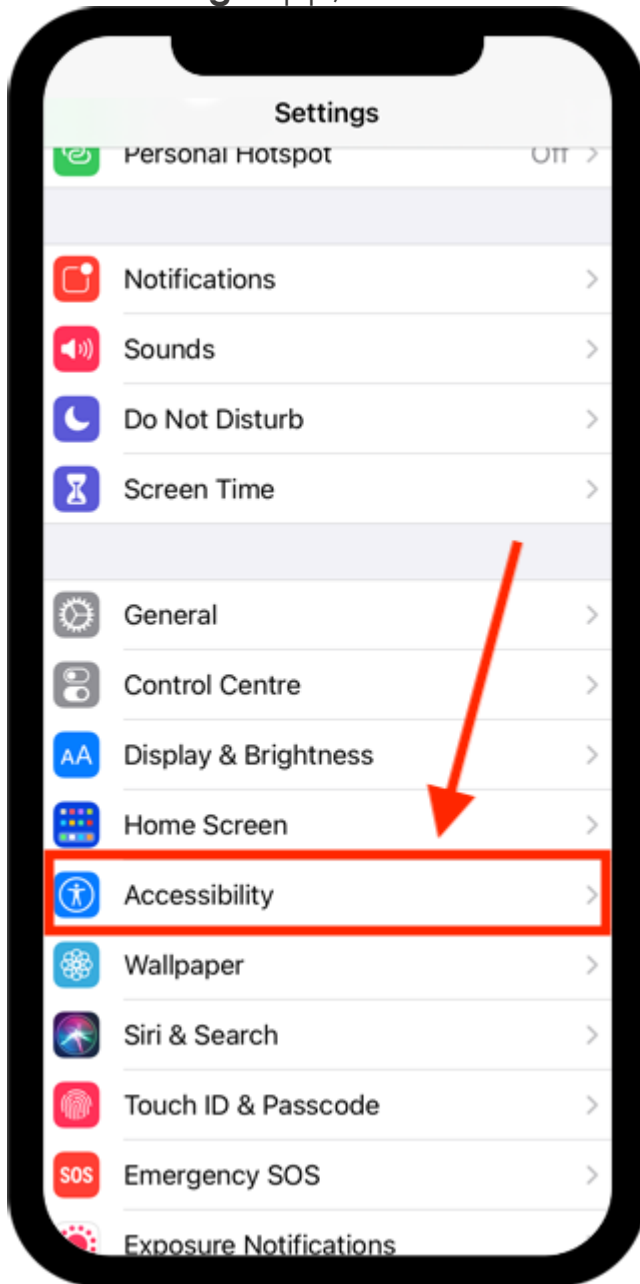 Settings
Personal Hotspot Off
Notifications
Sounds
Do Not Disturb
Screen Time
General
Control Centre
AA Display & Brightness
Home Screen
Accessibility
Wallpaper
Siri & Search
Touch ID & Passcode
SOS Emergency SOS
Exposure Notifications